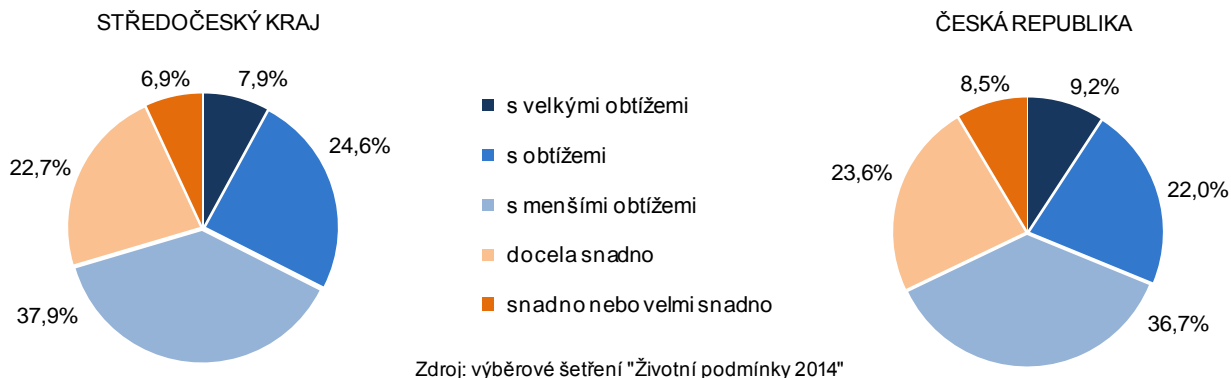 STŘEDOČESKÝ KRAJ
6,9%
7,9%
24,6%
22,7%
37,9%
s velkými obtížemi
s obtížemi
s menšími obtížemi
docela snadno
snadno nebo velmi snadno
ČESKÁ REPUBLIKA
8,5%
9,2%
23,6%
22,0%
36,7%
Zdroj: výběrové šetření "Životní podmínky 2014"